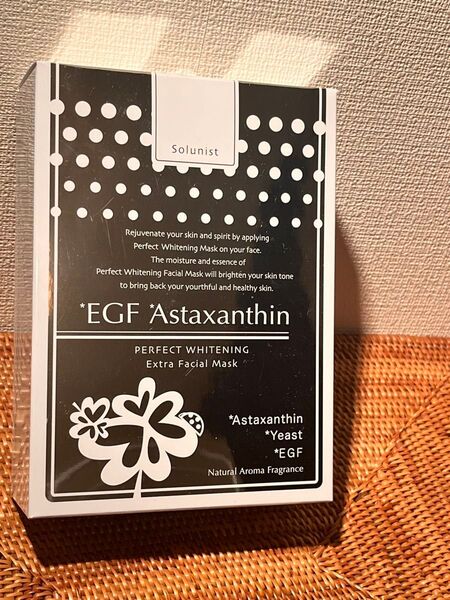 Solunist
Rejuvenate your skin and spirit by applying
Perfect Whitening Mask on your face.
The moisture and essence of
Perfect Whitening Facial Mask will brighten your skin tone
to bring back your yourthful and healthy skin.
*EGF *Astaxanthin
PERFECT WHITENING
Extra Facial Mask
*Astaxanthin
*Yeast
*EGF
Natural Aroma Fragrance